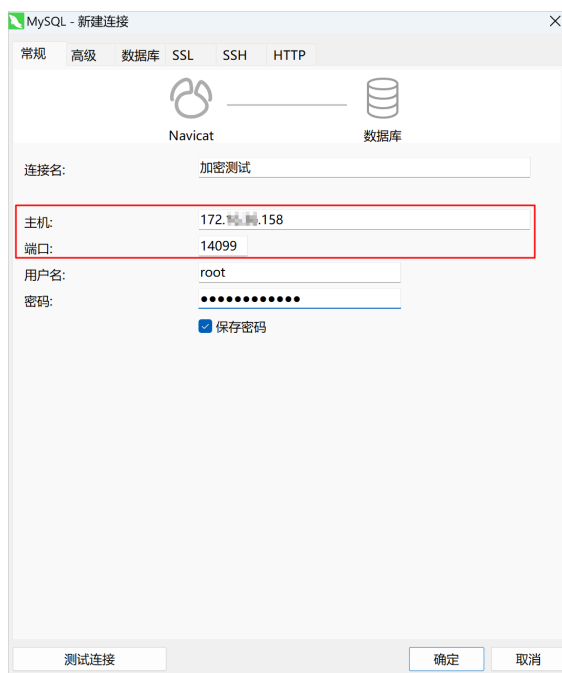 MySQL - 新建连接
常规 高级 数据库 SSL SSH HTTP
Navicat 数据库
连接名: 加密测试
主机: 172. .158
端口: 14099
用户名: root
密码: ●●●●●●●●●●●●
保存密码
测试连接 确定 取消